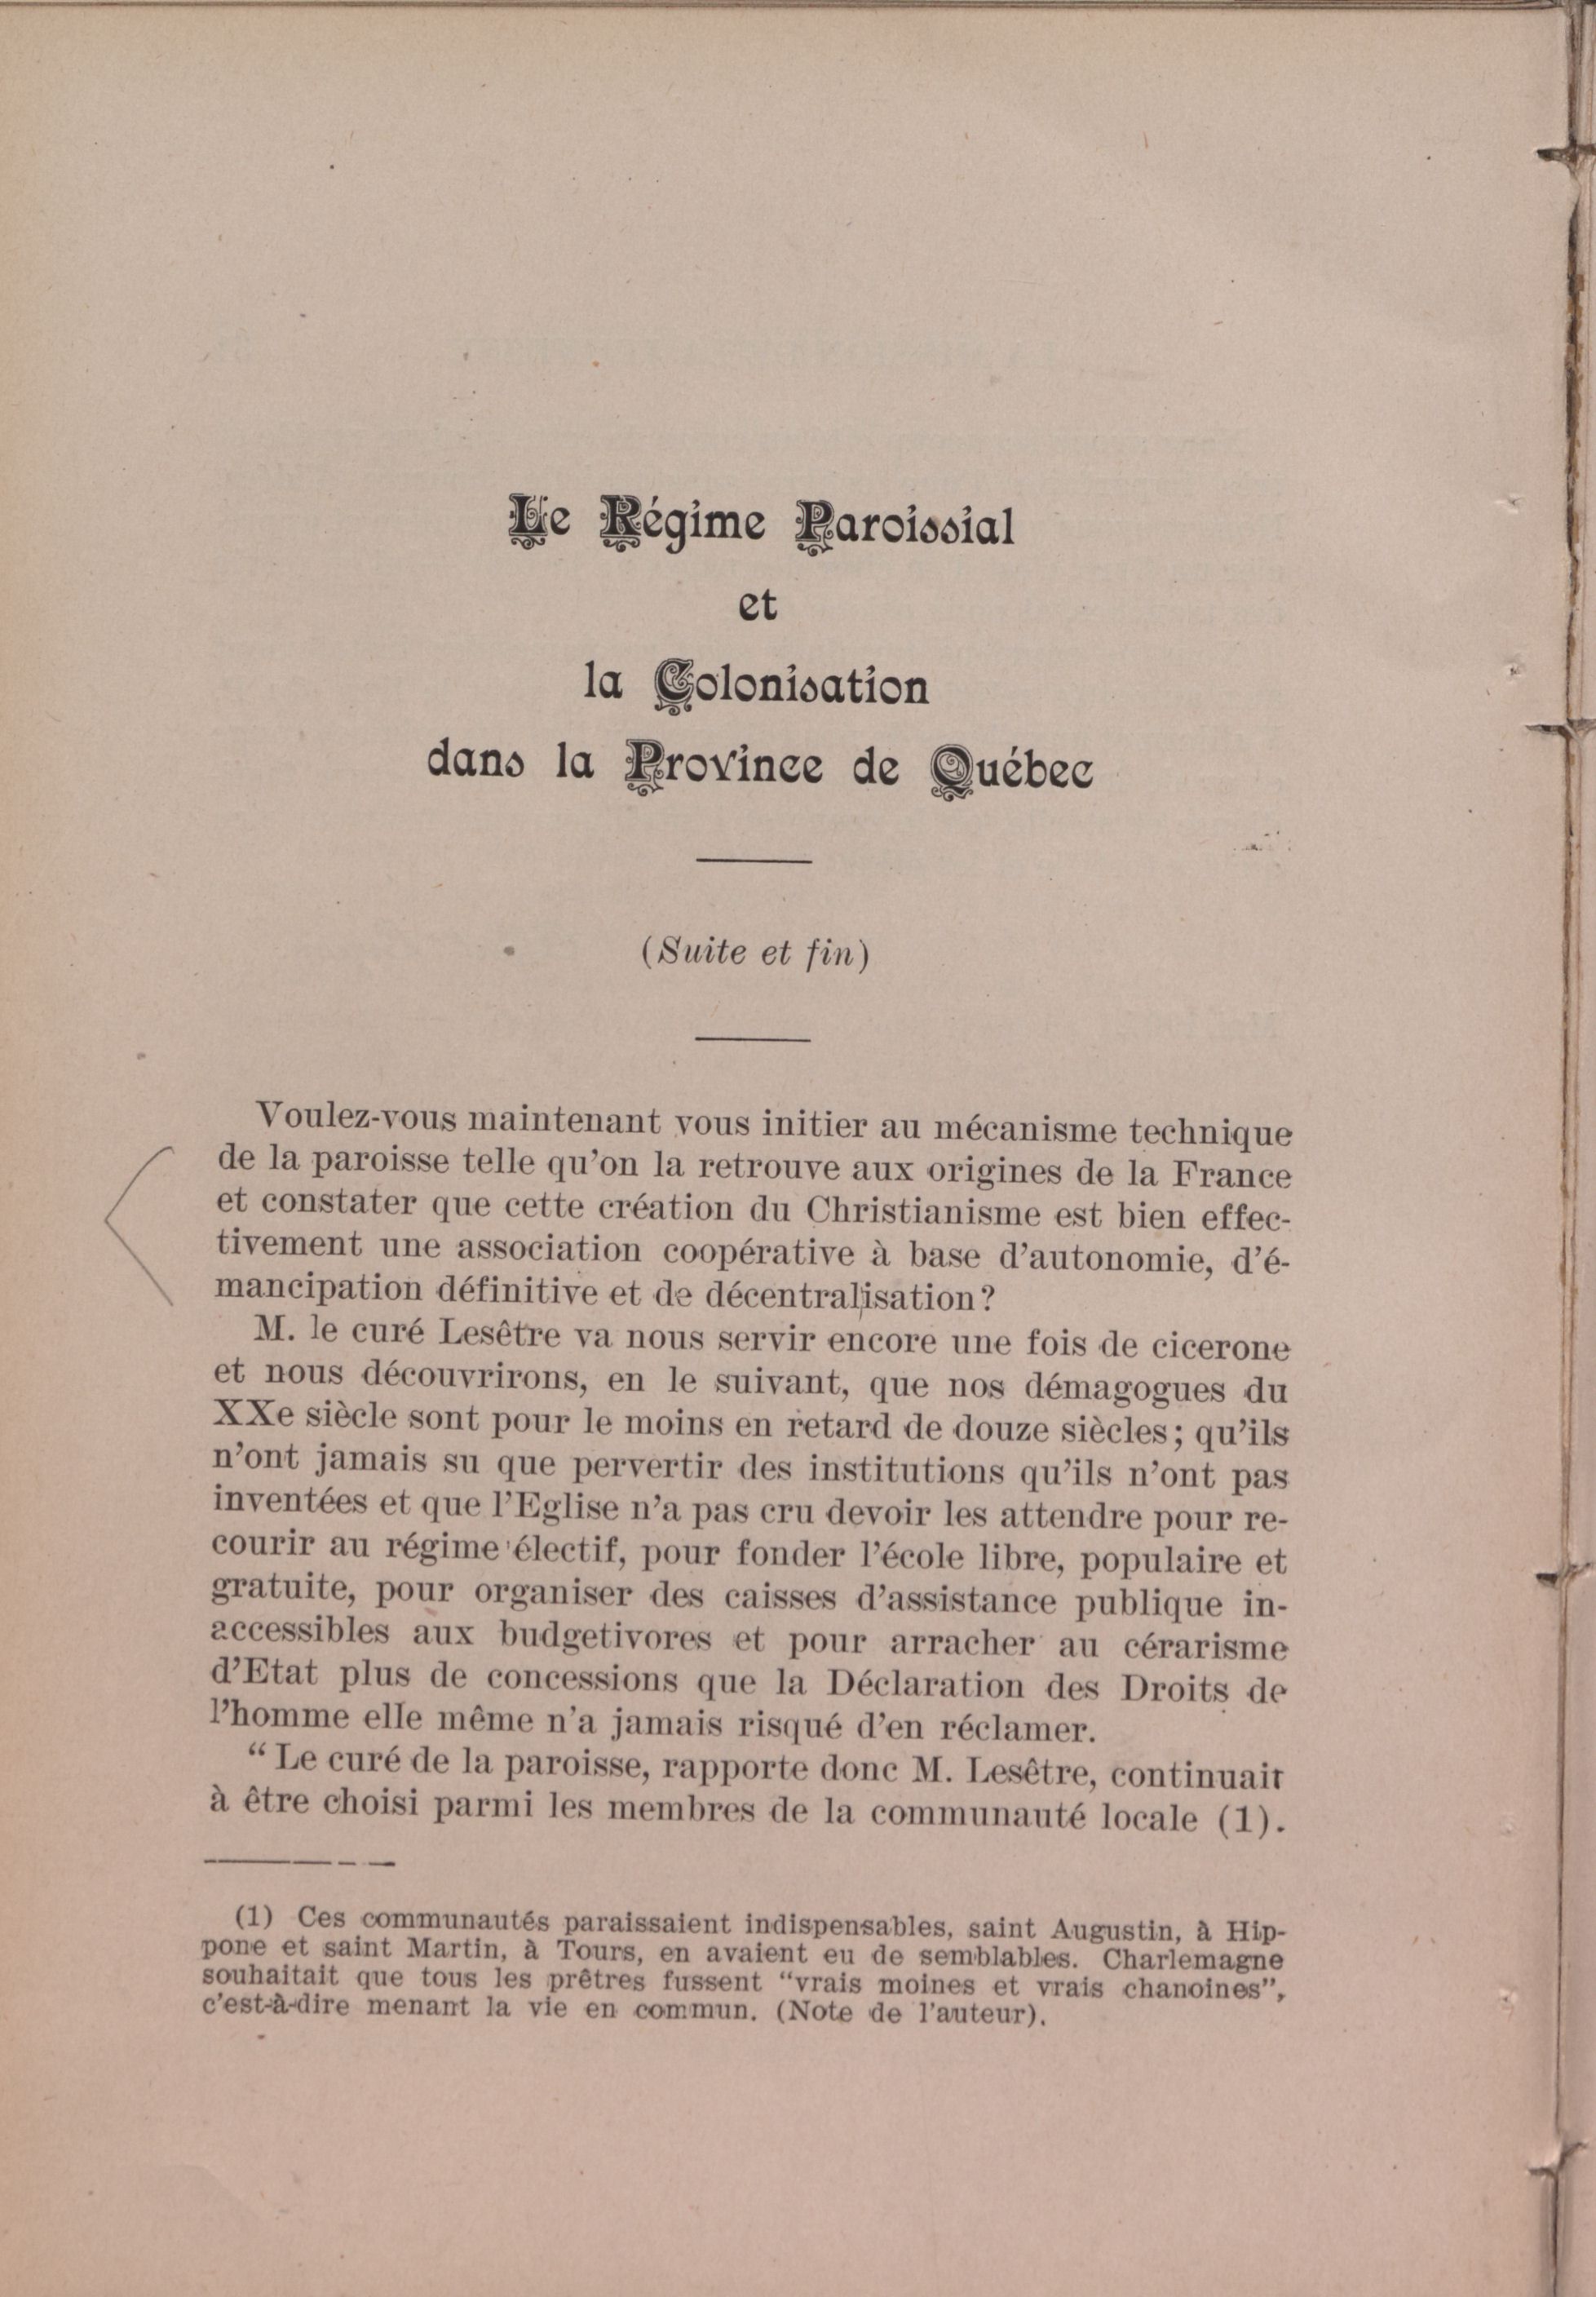 Le Régime Paroissial
et
la Colonisation
dans la Province de Québec
(Suite et fin)
Voulez-vous maintenant vous initier au mécanisme technique
de la paroisse telle qu'on la retrouve aux origines de la France
et constater que cette création du Christianisme est bien effec-
tivement une association coopérative à base d'autonomie, d'é-
mancipation définitive et de décentralisation?
M. le curé Lesêtre va nous servir encore une fois de cicerone
et nous découvrirons, en le suivant, que nos démagogues du
XXe siècle sont pour le moins en retard de douze siècles; qu'ils
n'ont jamais su que pervertir des institutions qu'ils n'ont pas
inventées et que l'Eglise n'a pas cru devoir les attendre pour re-
courir au régime électif, pour fonder l'école libre, populaire et
gratuite, pour organiser des caisses d'assistance publique in-
accessibles aux budgetivores et pour arracher au cérarisme
d'Etat plus de concessions que la Déclaration des Droits de
l'homme elle même n'a jamais risqué d'en réclamer.
“Le curé de la paroisse, rapporte donc M. Lesêtre, continuait
à être choisi parmi les membres de la communauté locale (1).
(1) Ces communautés paraissaient indispensables, saint Augustin, à Hip-
pone et saint Martin, à Tours, en avaient eu de semblables. Charlemagne
souhaitait que tous les prêtres fussent “vrais moines et vrais chanoines”,
c'est-à-dire menant la vie en commun. (Note de l'auteur).